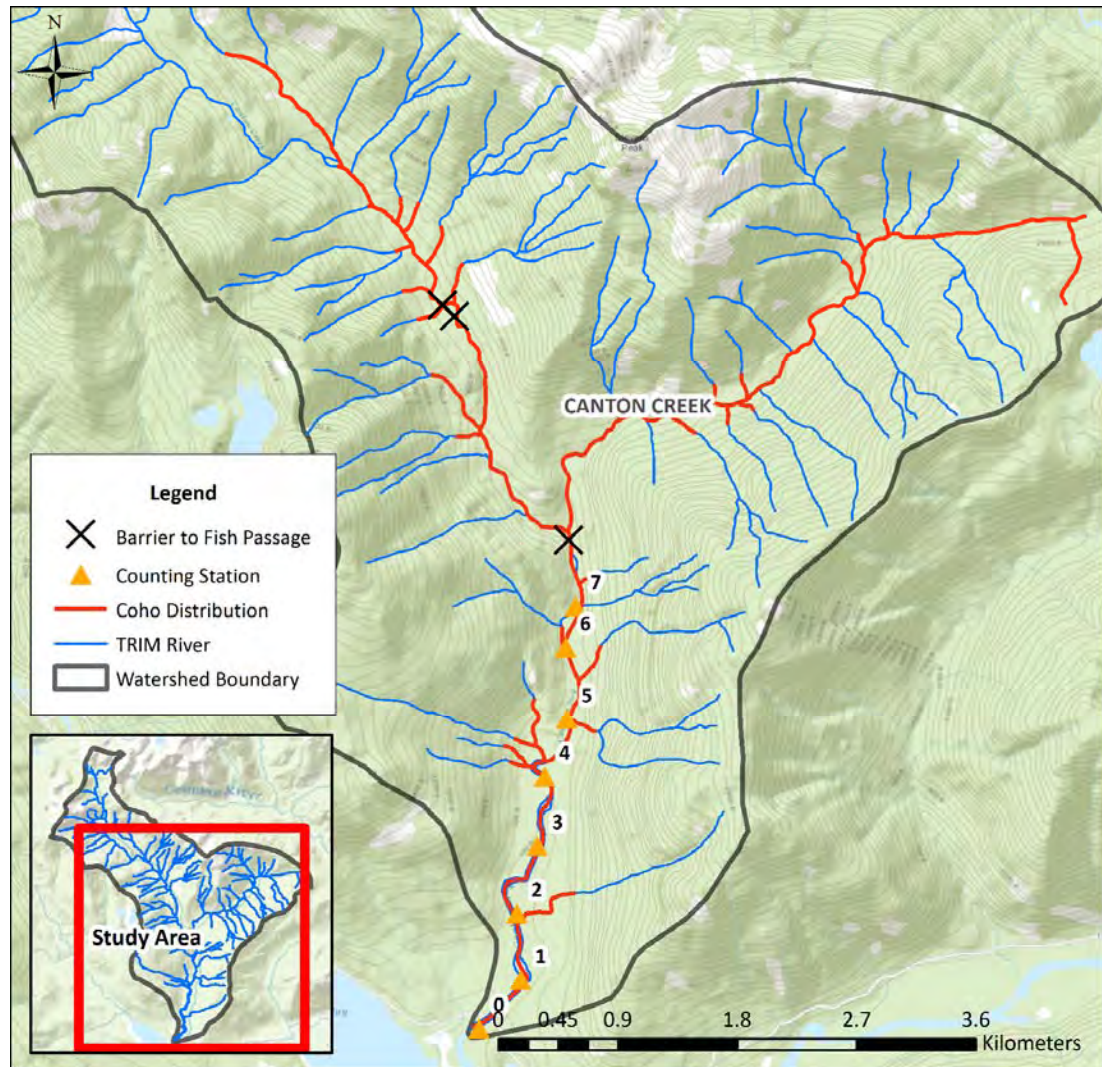 N
Peak
CANTON CREEK
Legend
Barrier to Fish Passage
Counting Station
Coho Distribution
TRIM River
Watershed Boundary
7
6
5
4
3
2
1
0
Study Area
0 0.45 0.9 1.8 2.7 3.6
Kilometers